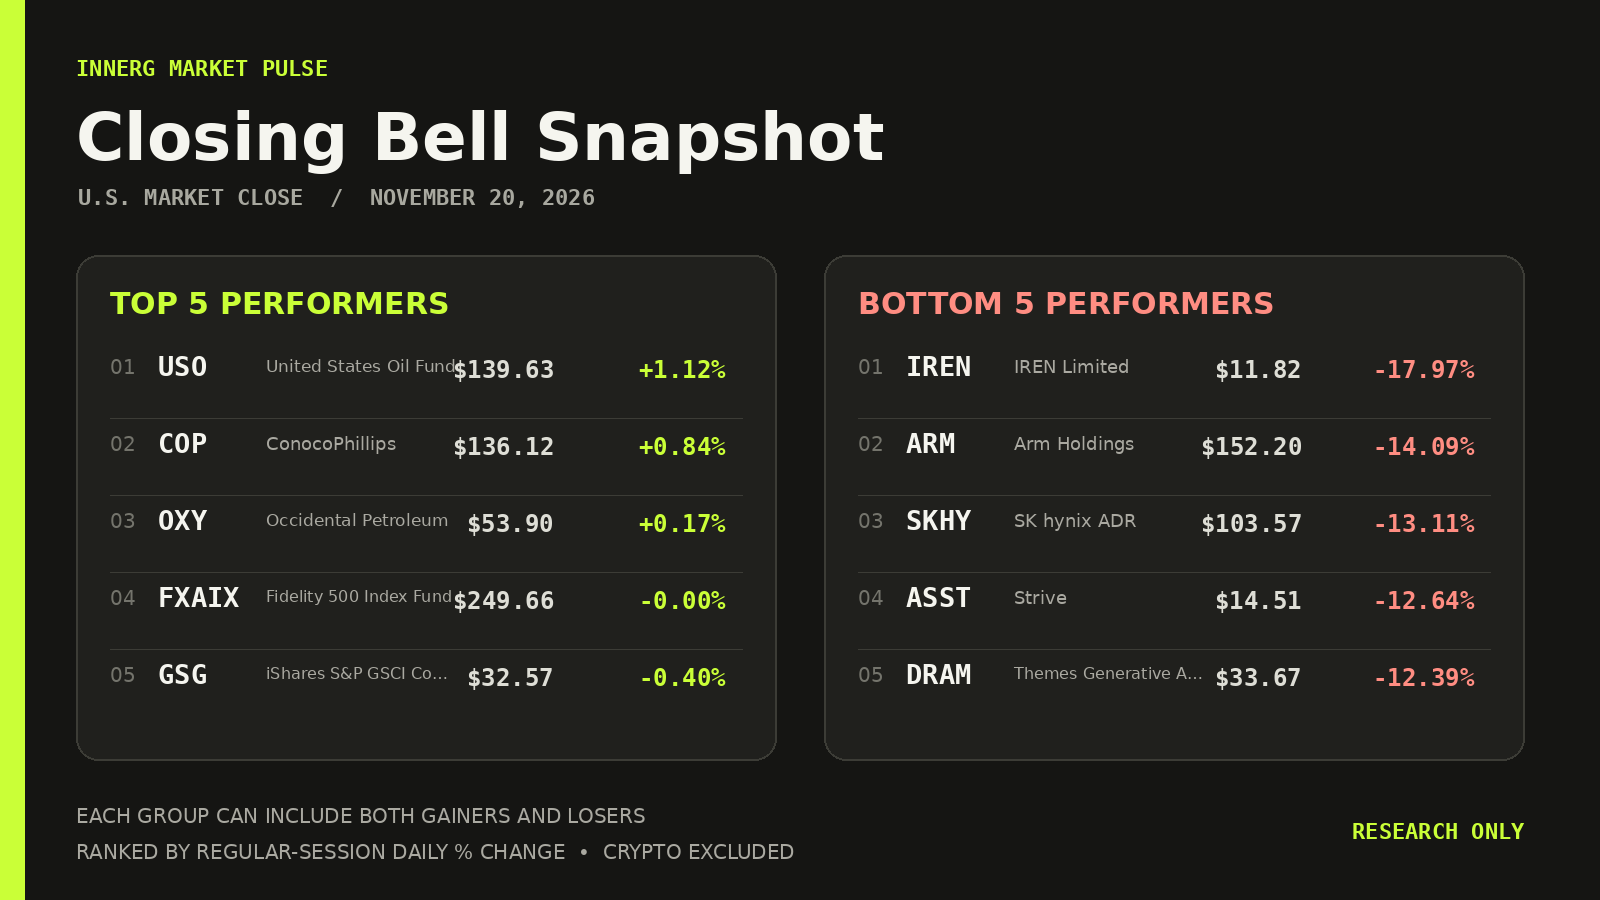 INNERG MARKET PULSE
Closing Bell Snapshot
U.S. MARKET CLOSE / NOVEMBER 20, 2026
TOP 5 PERFORMERS
01 USO United States Oil Fund $139.63 +1.12%
02 COP ConocoPhillips $136.12 +0.84%
03 OXY Occidental Petroleum $53.90 +0.17%
04 FXAIX Fidelity 500 Index Fund $249.66 -0.00%
05 GSG iShares S&P GSCI Co... $32.57 -0.40%
BOTTOM 5 PERFORMERS
01 IREN IREN Limited $11.82 -17.97%
02 ARM Arm Holdings $152.20 -14.09%
03 SKHY SK hynix ADR $103.57 -13.11%
04 ASST Strive $14.51 -12.64%
05 DRAM Themes Generative A... $33.67 -12.39%
EACH GROUP CAN INCLUDE BOTH GAINERS AND LOSERS
RANKED BY REGULAR-SESSION DAILY % CHANGE • CRYPTO EXCLUDED
RESEARCH ONLY